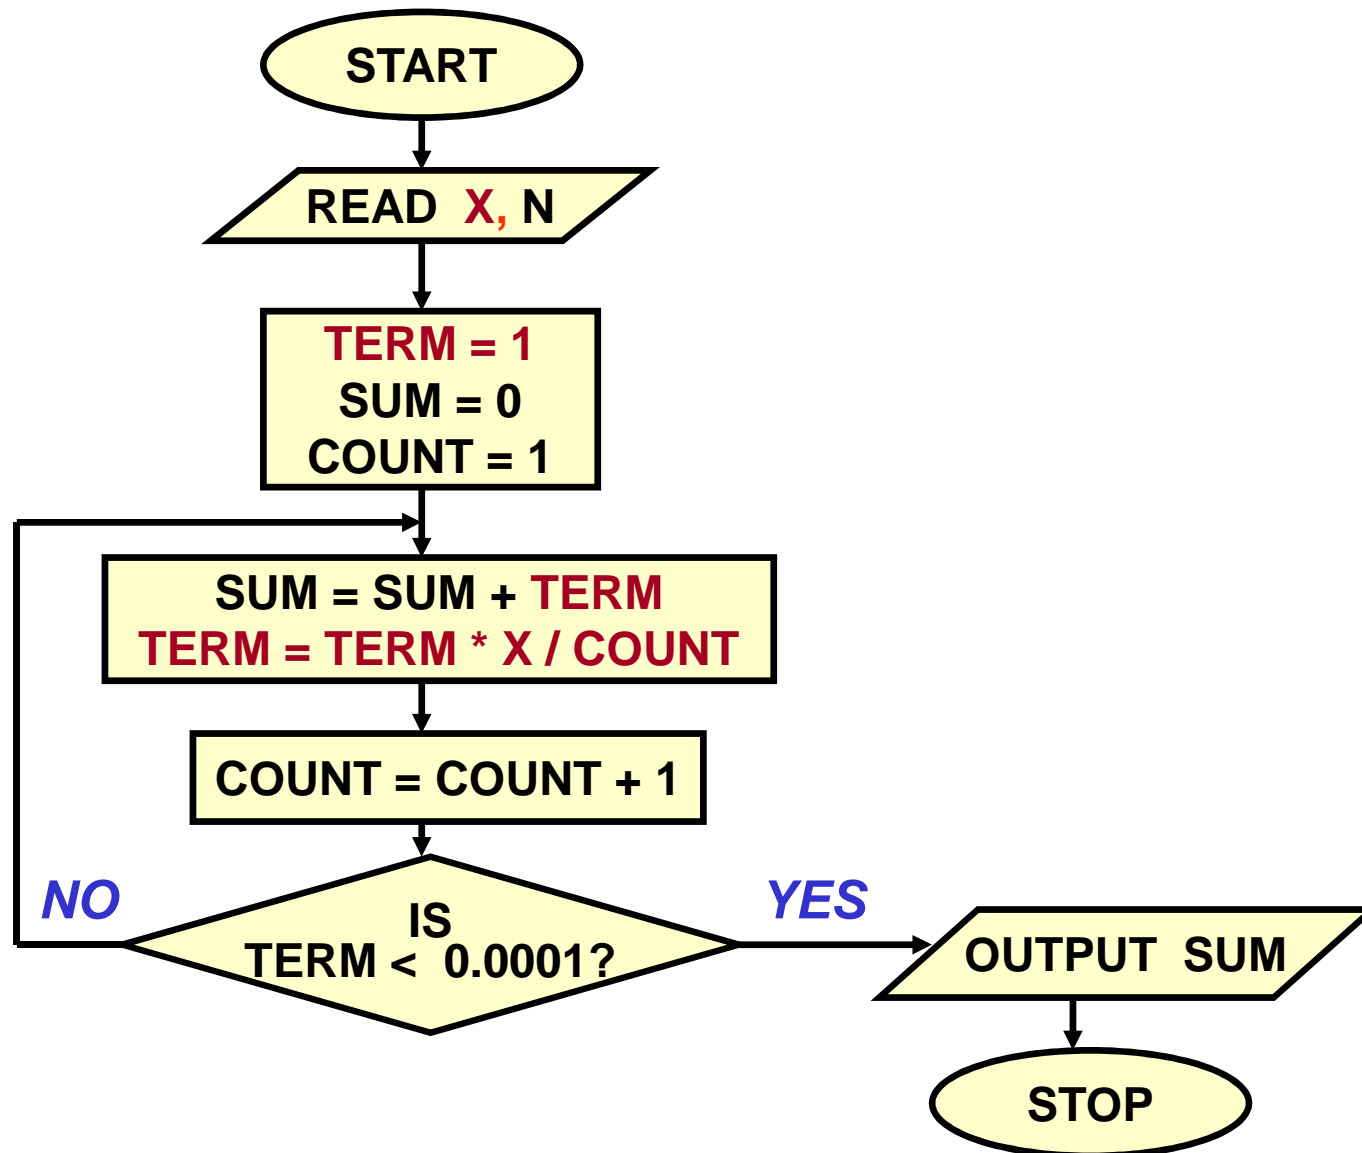 START
READ X, N
TERM = 1
SUM = 0
COUNT = 1
SUM = SUM + TERM
TERM = TERM * X / COUNT
COUNT = COUNT + 1
NO
IS
TERM < 0.0001?
YES
OUTPUT SUM
STOP